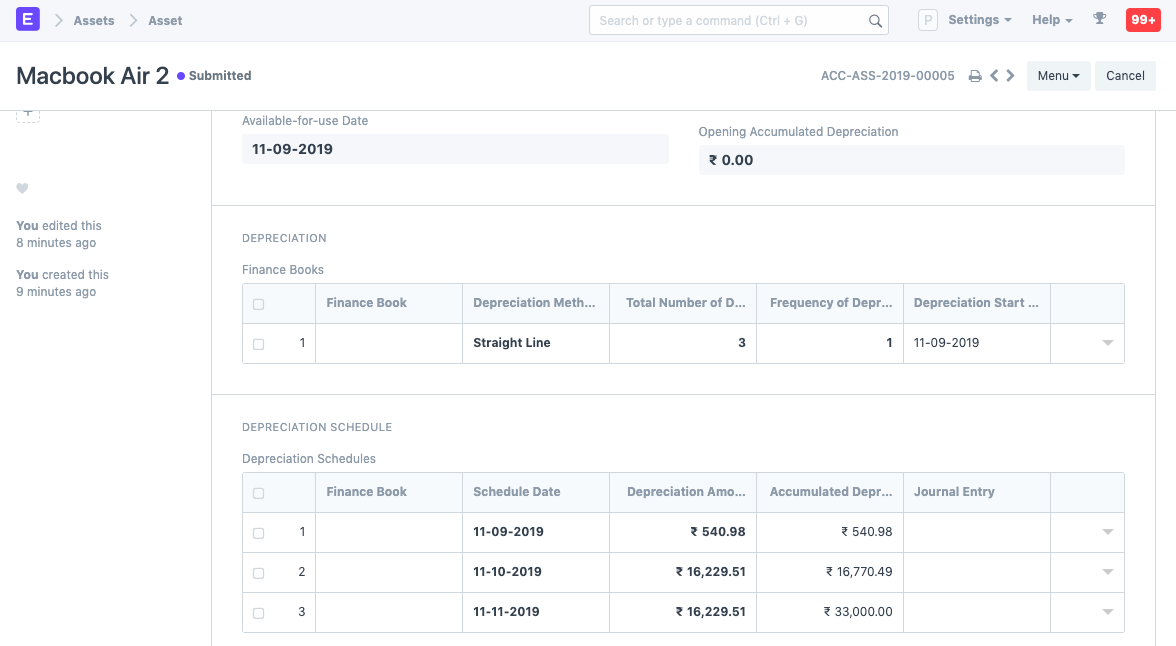 E Assets Asset Search or type a command (Ctrl + G) P Settings Help 99+
Macbook Air 2 Submitted ACC-ASS-2019-00005 Menu Cancel
Available-for-use Date
11-09-2019
Opening Accumulated Depreciation
₹ 0.00
You edited this
8 minutes ago
You created this
9 minutes ago
DEPRECIATION
Finance Books
Finance Book Depreciation Meth... Total Number of D... Frequency of Depr... Depreciation Start ...
1 Straight Line 3 1 11-09-2019
DEPRECIATION SCHEDULE
Depreciation Schedules
Finance Book Schedule Date Depreciation Amo... Accumulated Depr... Journal Entry
1 11-09-2019 ₹ 540.98 ₹ 540.98
2 11-10-2019 ₹ 16,229.51 ₹ 16,770.49
3 11-11-2019 ₹ 16,229.51 ₹ 33,000.00